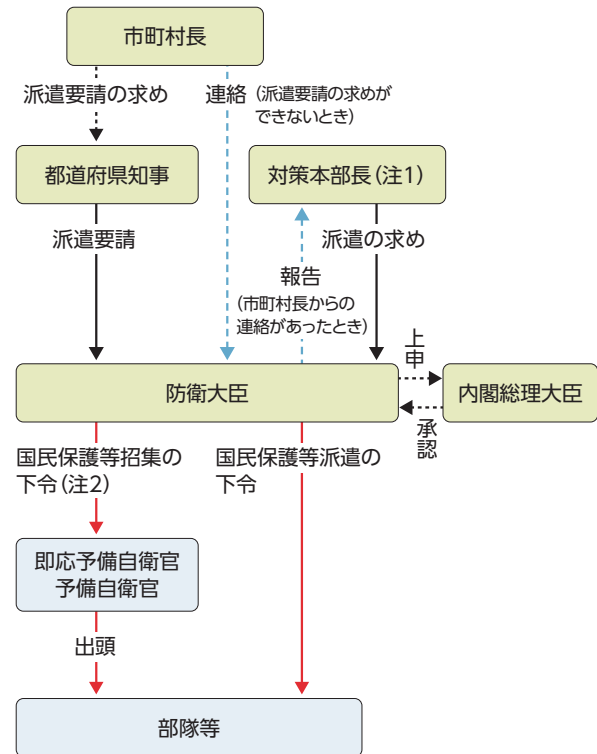 市町村長
派遣要請の求め
連絡(派遣要請の求めが
できないとき)
都道府県知事
対策本部長(注1)
派遣要請
派遣の求め
報告
(市町村長からの
連絡があったとき)
上申
防衛大臣
内閣総理大臣
承認
国民保護等招集の
下令(注2)
国民保護等派遣の
下令
即応予備自衛官
予備自衛官
出頭
部隊等